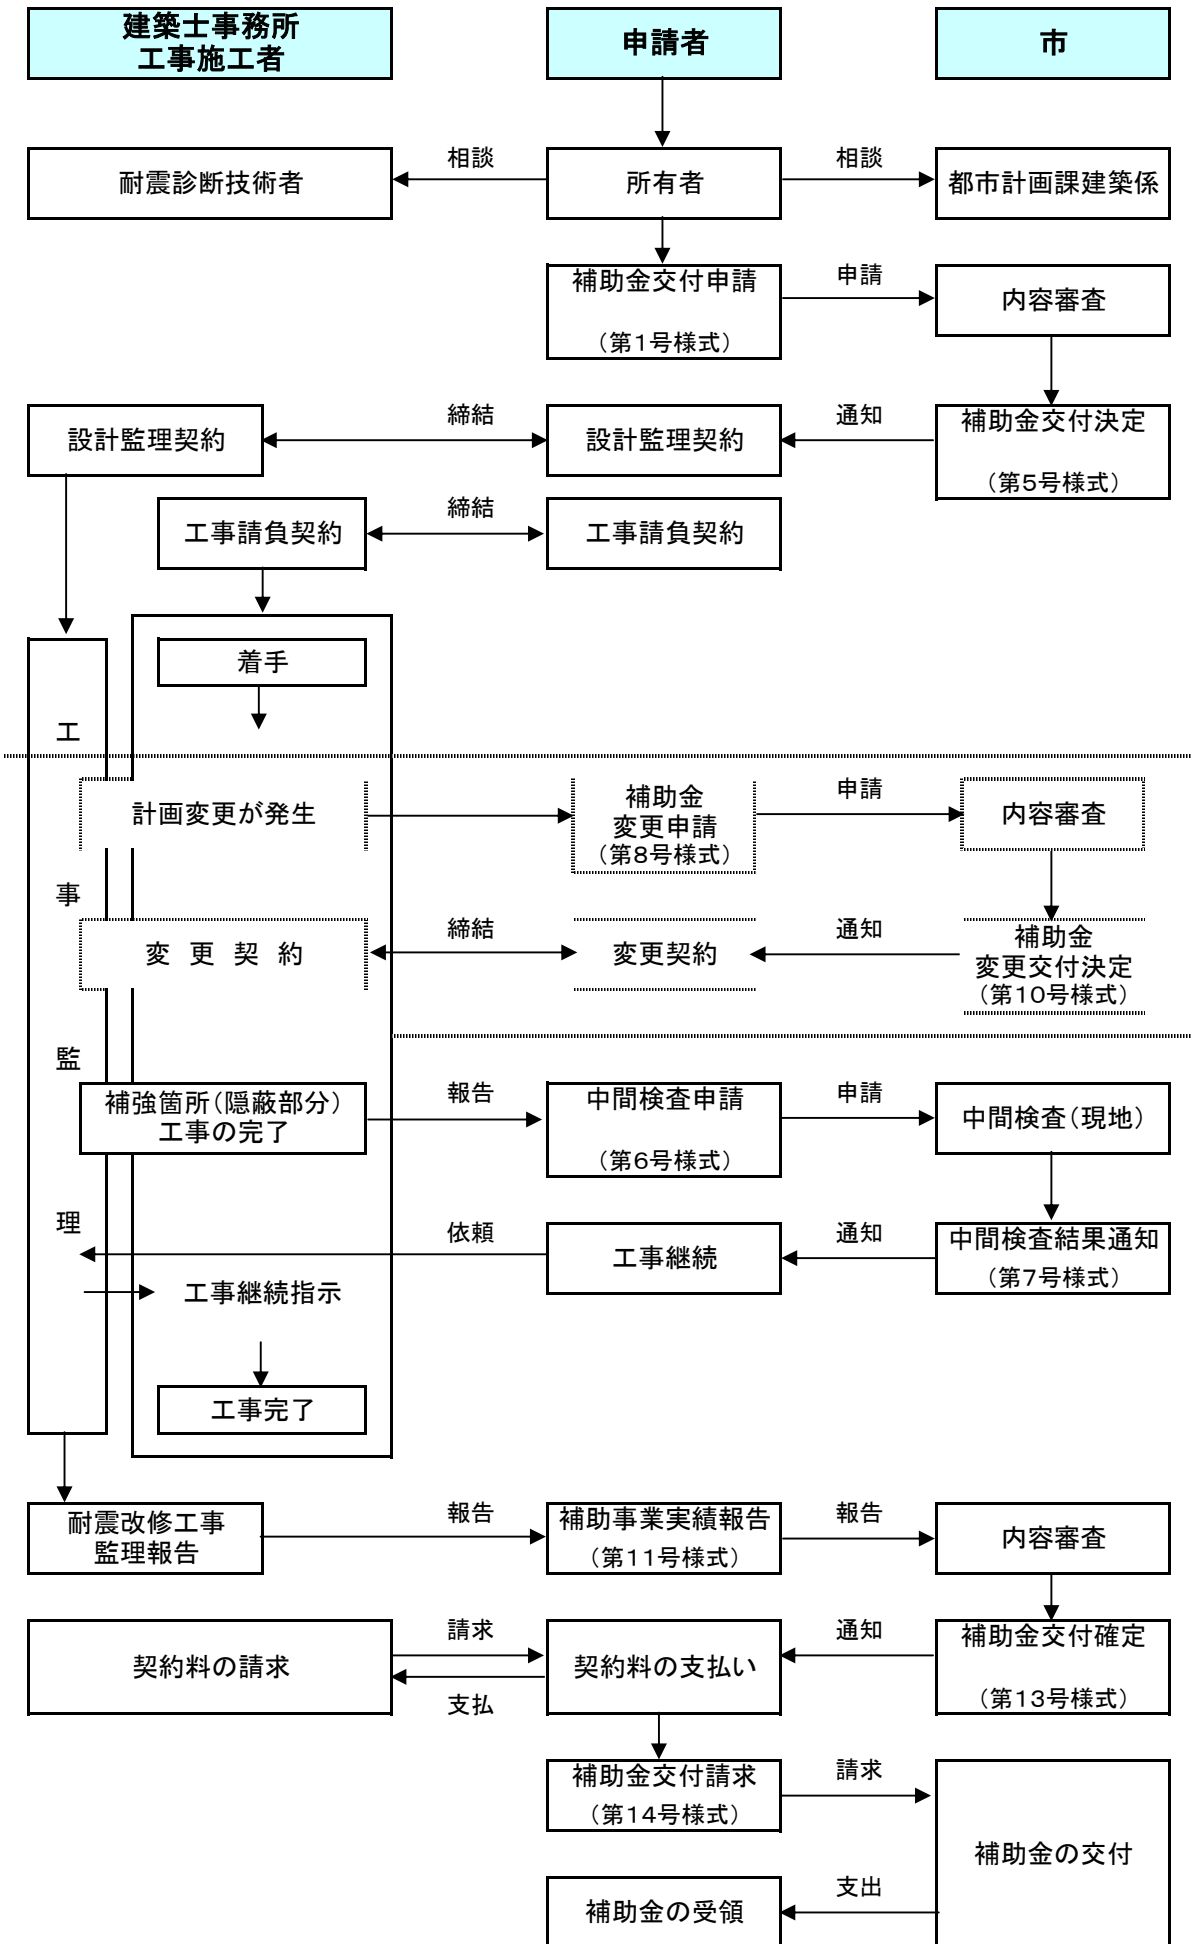 建築士事務所
工事施工者
申請者
市
相談
相談
耐震診断技術者
所有者
都市計画課建築係
補助金交付申請
（第1号様式）
申請
内容審査
設計監理契約
締結
設計監理契約
通知
補助金交付決定
（第5号様式）
工事請負契約
締結
工事請負契約
着手
工
事
監
理
計画変更が発生
補助金
変更申請
（第8号様式）
申請
内容審査
変更契約
締結
変更契約
通知
補助金
変更交付決定
（第10号様式）
補強箇所（隠蔽部分）
工事の完了
報告
中間検査申請
（第6号様式）
申請
中間検査（現地）
依頼
工事継続
通知
中間検査結果通知
（第7号様式）
工事継続指示
工事完了
耐震改修工事
監理報告
報告
補助事業実績報告
（第11号様式）
報告
内容審査
契約料の請求
請求
支払
契約料の支払い
通知
補助金交付確定
（第13号様式）
補助金交付請求
（第14号様式）
請求
補助金の交付
支出
補助金の受領